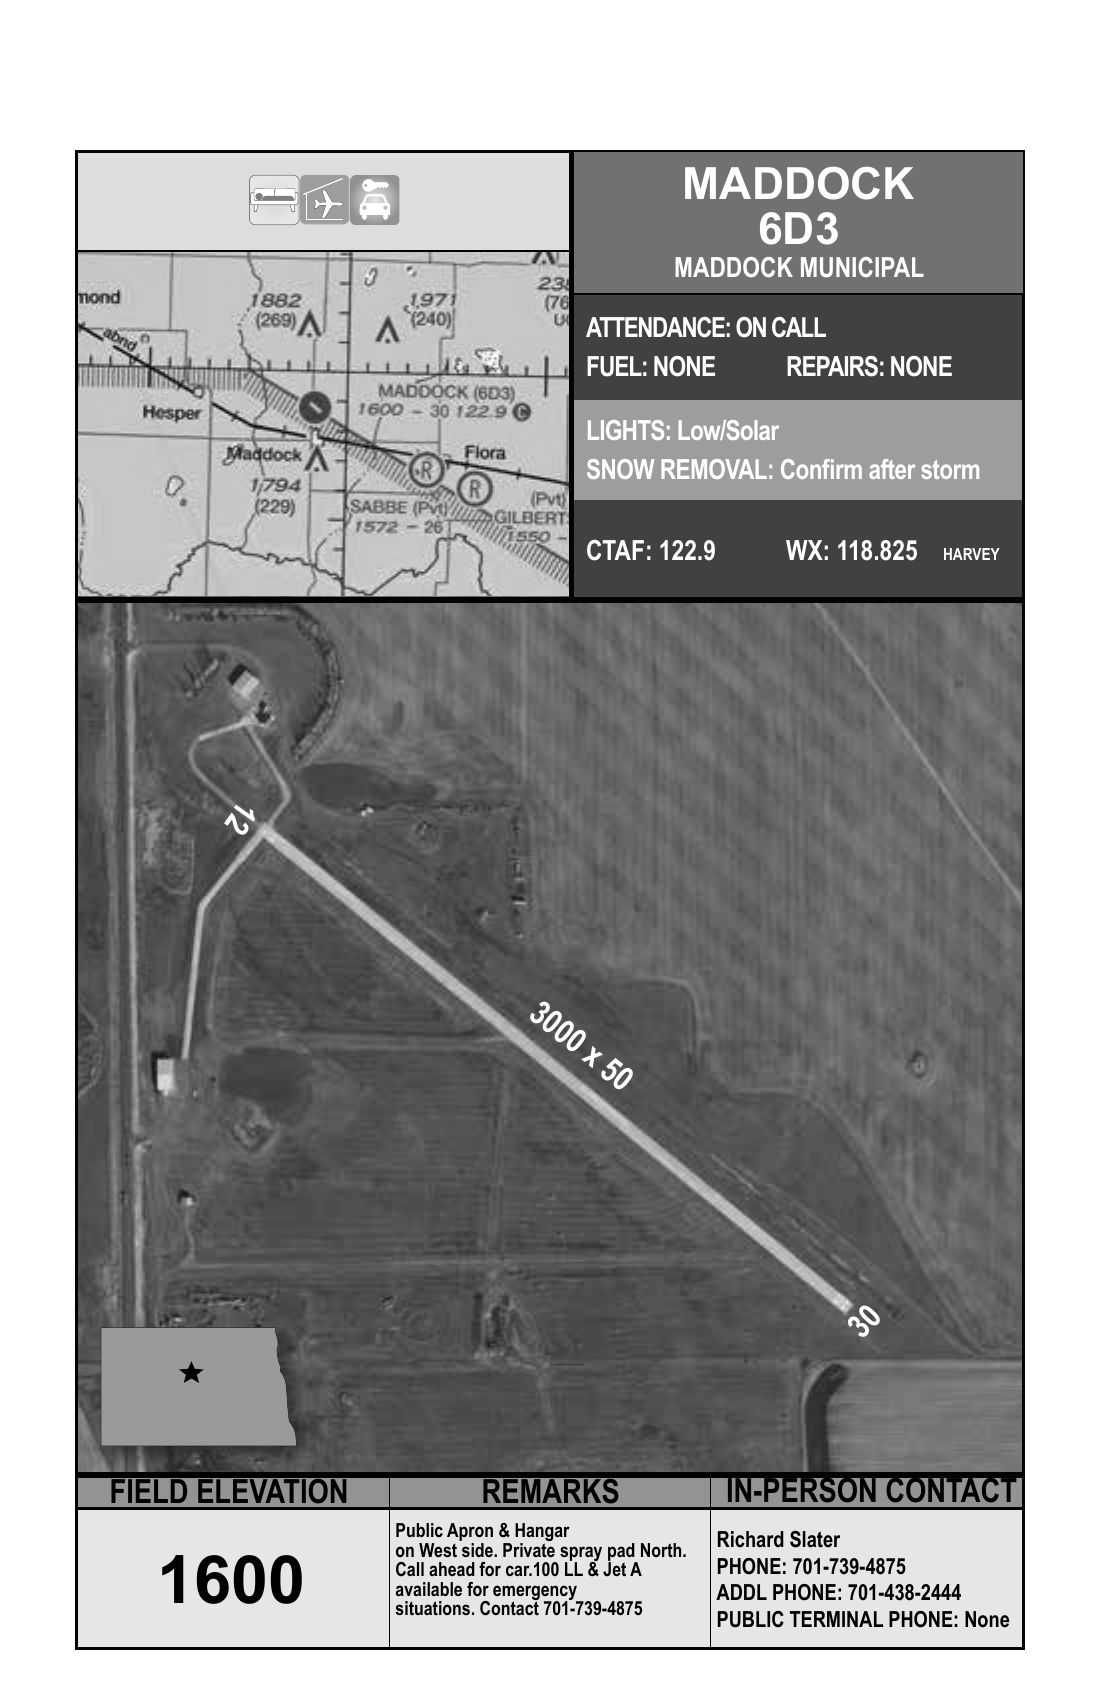 MADDOCK
6D3
MADDOCK MUNICIPAL
ATTENDANCE: ON CALL
FUEL: NONE REPAIRS: NONE
LIGHTS: Low/Solar
SNOW REMOVAL: Confirm after storm
CTAF: 122.9 WX: 118.825 HARVEY
mond
abnd
1882
(269)
1,971
(240)
238
(76
MADDOCK (6D3)
1600 - 30 122.9 C
Hesper
Maddock
Flora
1794
(229)
R
R
SABBE (Pvt)
1572 - 26
(Pvt)
GILBERT
1550 -
12
3000 x 50
30
FIELD ELEVATION
1600
REMARKS
Public Apron & Hangar
on West side. Private spray pad North.
Call ahead for car.100 LL & Jet A
available for emergency
situations. Contact 701-739-4875
IN-PERSON CONTACT
Richard Slater
PHONE: 701-739-4875
ADDL PHONE: 701-438-2444
PUBLIC TERMINAL PHONE: None